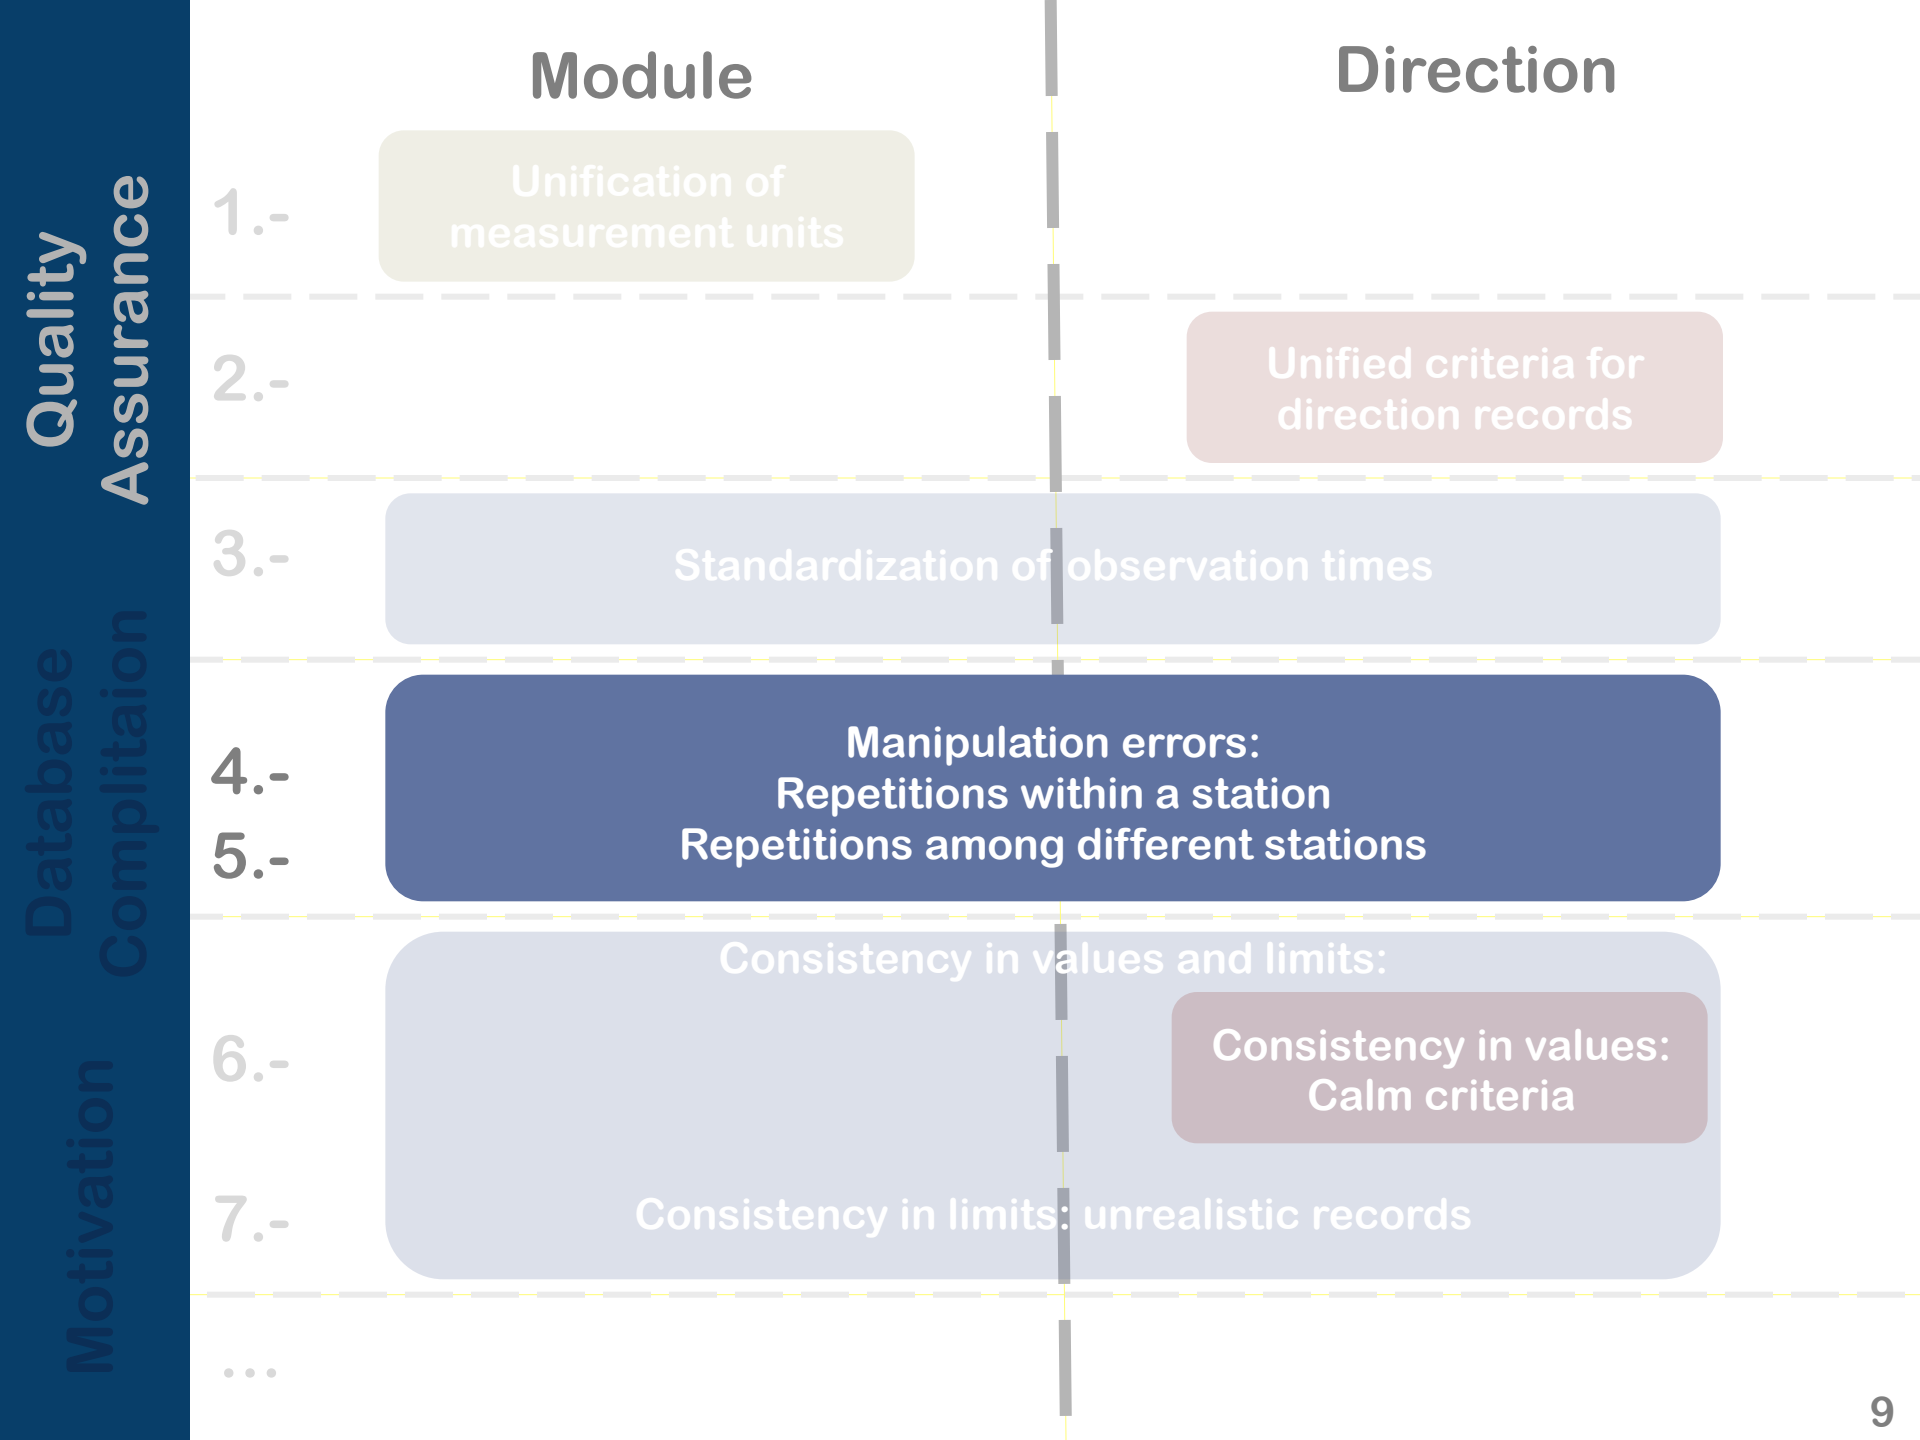 Quality
Assurance
Database
Complitaion
Motivation
Module
Direction
1.-
Unification of
measurement units
2.-
Unified criteria for
direction records
3.-
Standardization of observation times
4.-
5.-
Manipulation errors:
Repetitions within a station
Repetitions among different stations
Consistency in values and limits:
6.-
Consistency in values:
Calm criteria
7.-
Consistency in limits: unrealistic records
...
9